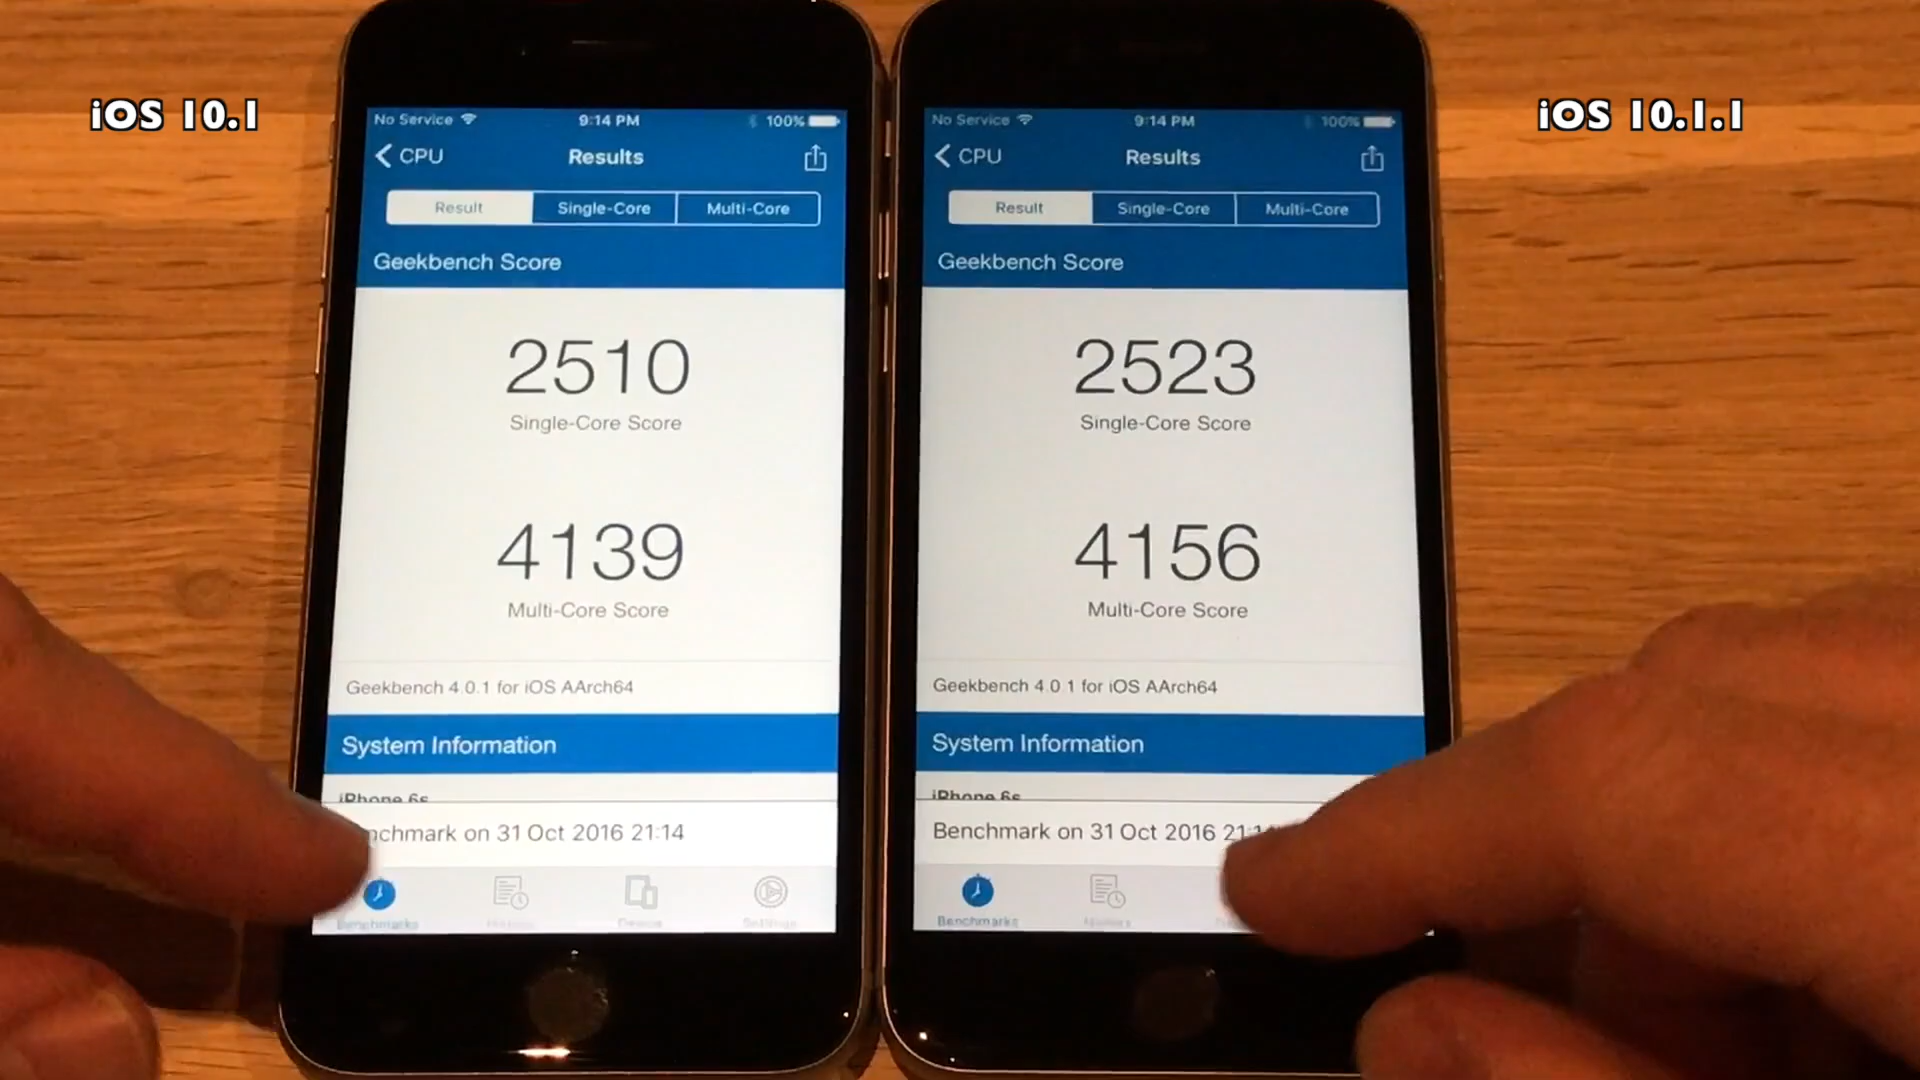 iOS 10.1
iOS 10.1.1
No Service 9:14 PM 100%
CPU Results
Result Single-Core Multi-Core
Geekbench Score
2510
Single-Core Score
4139
Multi-Core Score
Geekbench 4.0.1 for iOS AArch64
System Information
iPhone 6s
nchmark on 31 Oct 2016 21:14
Benchmarks Settings
No Service 9:14 PM 100%
CPU Results
Result Single-Core Multi-Core
Geekbench Score
2523
Single-Core Score
4156
Multi-Core Score
Geekbench 4.0.1 for iOS AArch64
System Information
iPhone 6s
Benchmark on 31 Oct 2016 21:1
Benchmarks